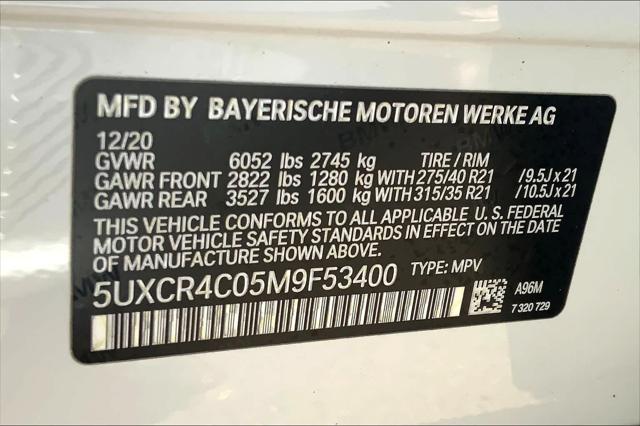 MFD BY BAYERISCHE MOTOREN WERKE AG
12/20
GVWR 6052 lbs 2745 kg TIRE / RIM
GAWR FRONT 2822 lbs 1280 kg WITH 275/40 R21 /9.5J x 21
GAWR REAR 3527 lbs 1600 kg WITH 315/35 R21 /10.5J x 21
THIS VEHICLE CONFORMS TO ALL APPLICABLE U.S. FEDERAL
MOTOR VEHICLE SAFETY STANDARDS IN EFFECT ON THE DATE
OF MANUFACTURE SHOWN ABOVE.
5UXCR4C05M9F53400 TYPE: MPV
A96M
7 320 729